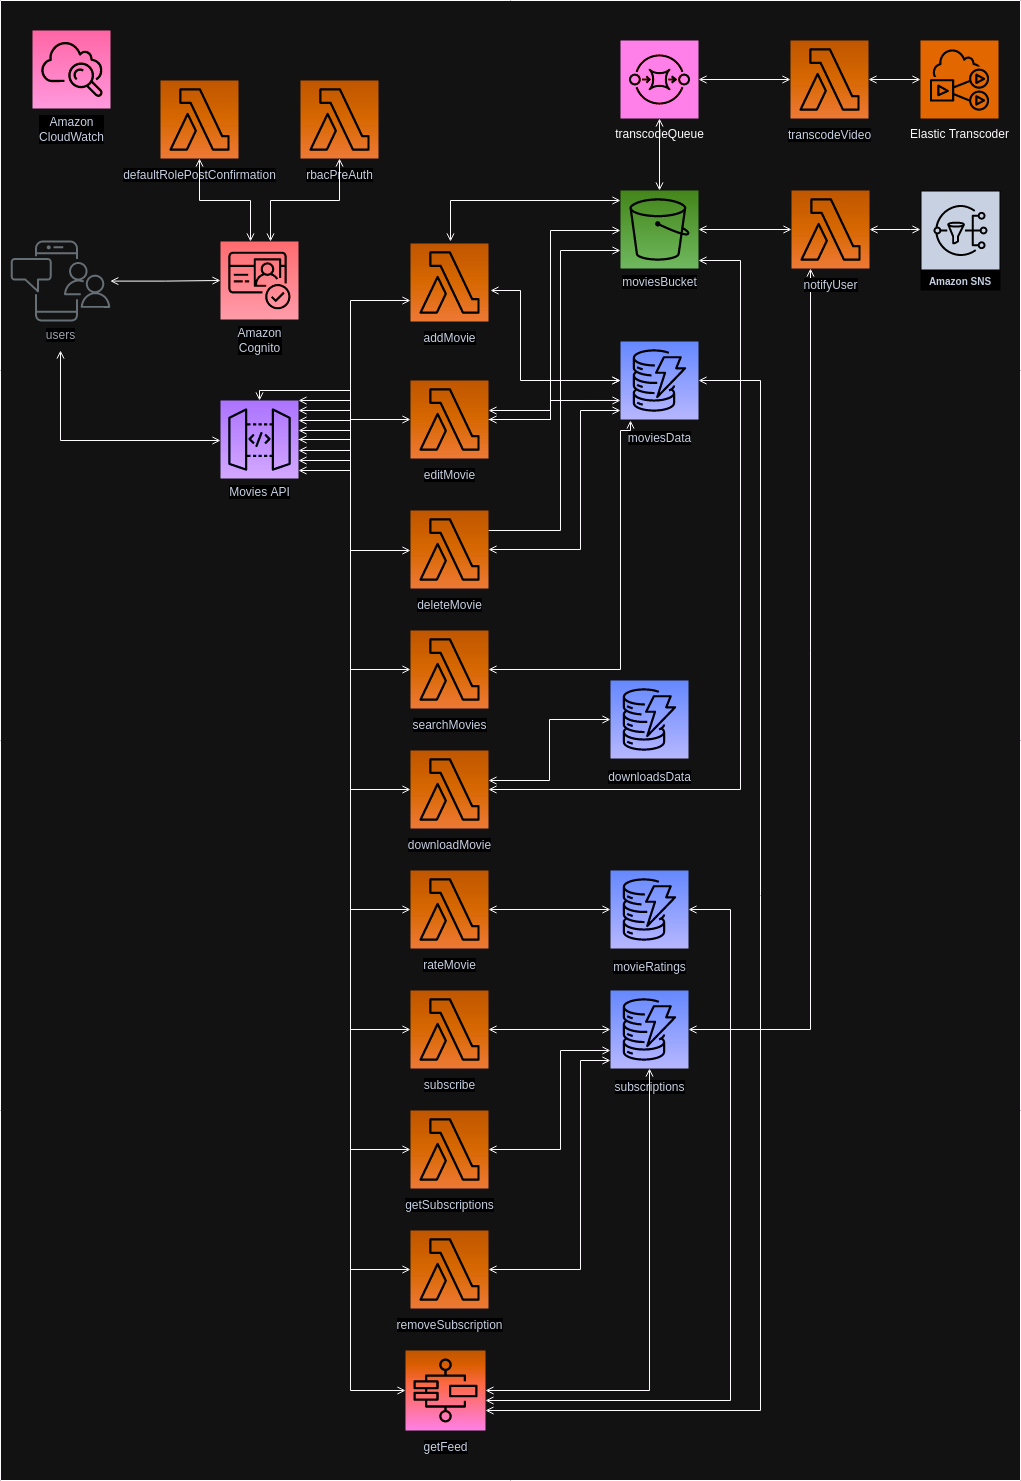 Amazon
CloudWatch
defaultRolePostConfirmation
rbacPreAuth
transcodeQueue
transcodeVideo
Elastic Transcoder
users
Amazon
Cognito
addMovie
moviesBucket
notifyUser
Amazon SNS
Movies API
editMovie
moviesData
deleteMovie
searchMovies
downloadsData
downloadMovie
rateMovie
movieRatings
subscribe
subscriptions
getSubscriptions
removeSubscription
getFeed